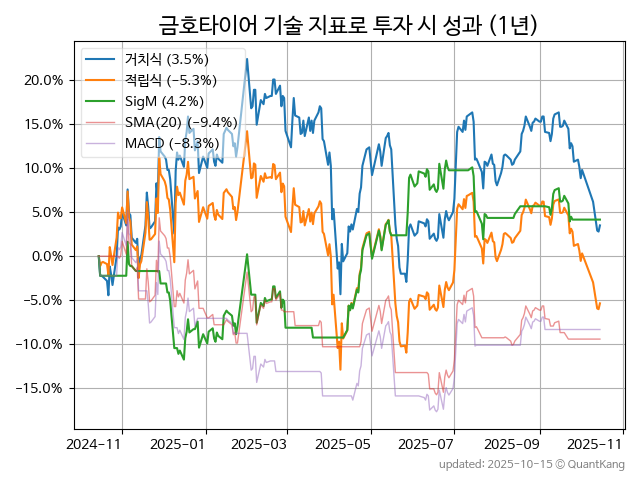 금호타이어 기술 지표로 투자 시 성과 (1년)
거치식 (3.5%)
적립식 (−5.3%)
SigM (4.2%)
SMA(20) (−9.4%)
MACD (−8.3%)
20.0%
15.0%
10.0%
5.0%
0.0%
−5.0%
−10.0%
−15.0%
2024-11 2025-01 2025-03 2025-05 2025-07 2025-09 2025-11
updated: 2025-10-15 © QuantKang